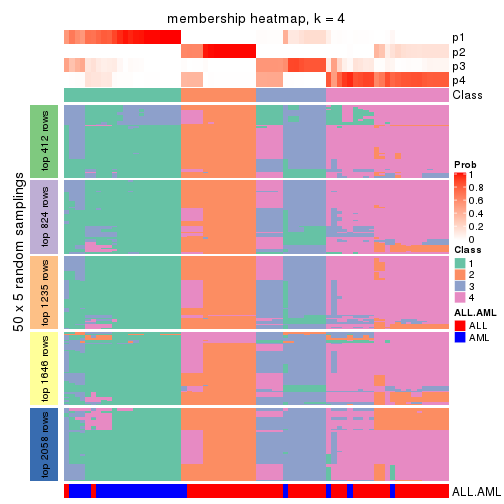 membership heatmap, k = 4
p1
p2
p3
p4
Class
50 x 5 random samplings
top 412 rows
top 824 rows
top 1235 rows
top 1646 rows
top 2058 rows
ALL.AML
Prob
1
0.8
0.6
0.4
0.2
0
Class
1
2
3
4
ALL.AML
ALL
AML